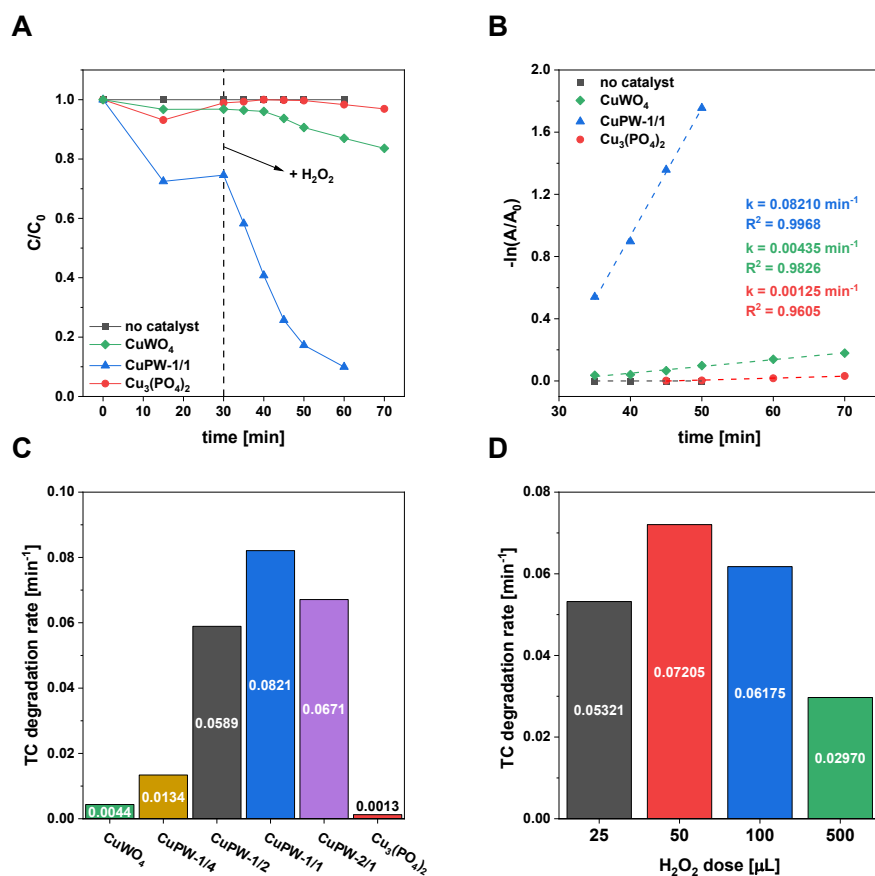 A
C/C₀
1.0
0.8
0.6
0.4
0.2
0.0
+ H₂O₂
no catalyst
CuWO₄
CuPW-1/1
Cu₃(PO₄)₂
0 10 20 30 40 50 60 70
time [min]
B
-ln(A/A₀)
-2.0
1.6
1.2
0.8
0.4
0.0
no catalyst
CuWO₄
CuPW-1/1
Cu₃(PO₄)₂
k = 0.08210 min⁻¹
R² = 0.9968
k = 0.00435 min⁻¹
R² = 0.9826
k = 0.00125 min⁻¹
R² = 0.9605
30 40 50 60 70
time [min]
C
TC degradation rate [min⁻¹]
0.10
0.08
0.06
0.04
0.02
0.00
0.0044
0.0134
0.0589
0.0821
0.0671
0.0013
CuWO₄
CuPW-1/4
CuPW-1/2
CuPW-1/1
CuPW-2/1
Cu₃(PO₄)₂
D
TC degradation rate [min⁻¹]
0.08
0.06
0.04
0.02
0.00
0.05321
0.07205
0.06175
0.02970
25 50 100 500
H₂O₂ dose [µL]